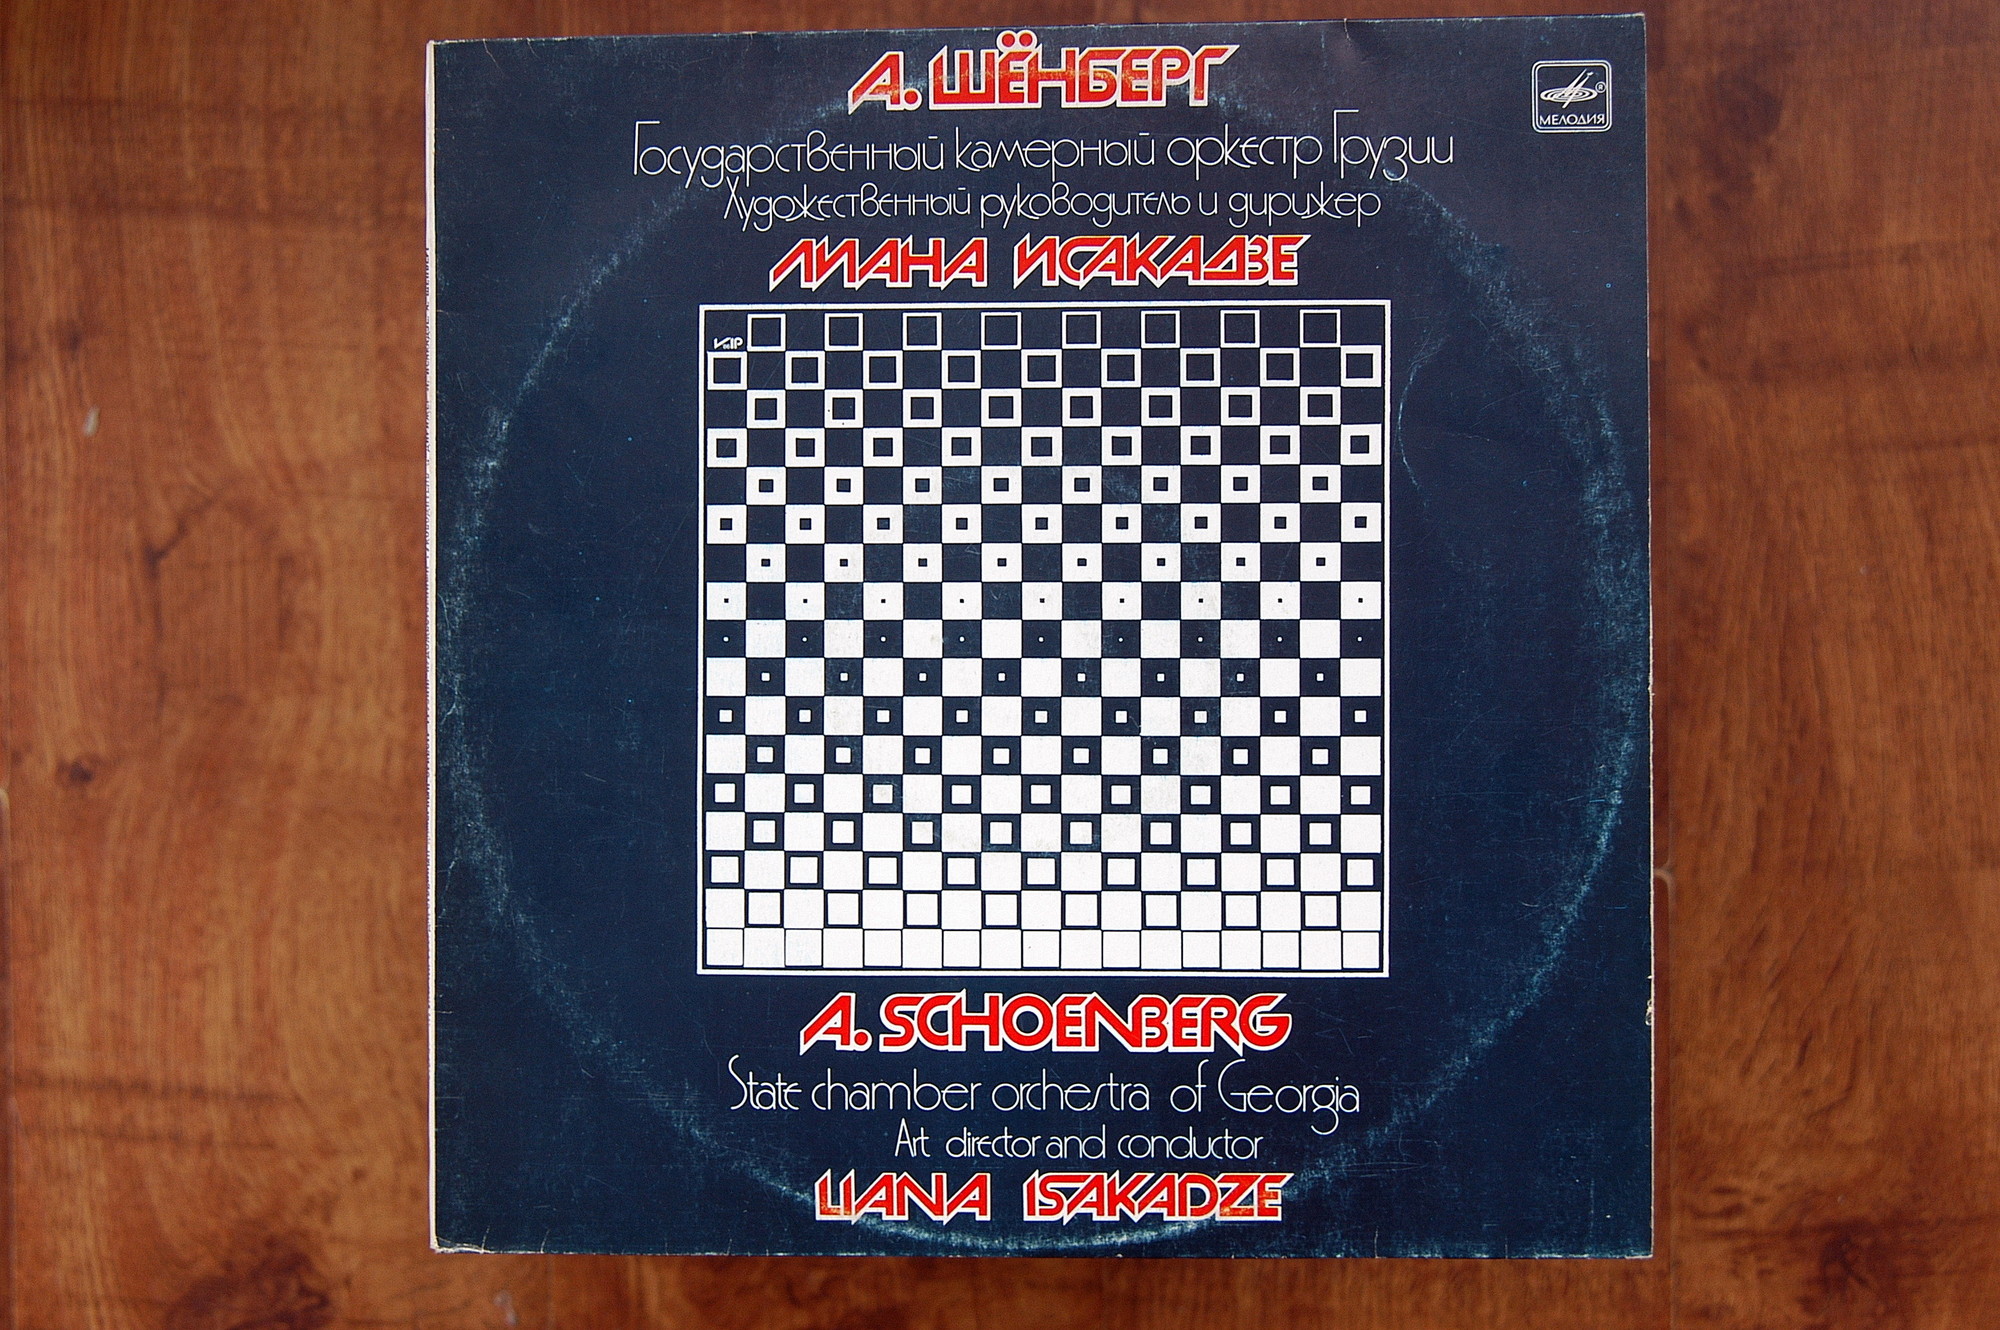 А. ШЁНБЕРГ
МЕЛОДИЯ
Государственный камерный оркестр Грузии
Художественный руководитель и дирижер
ЛИАНА ИСАКАДЗЕ
A. SCHOENBERG
State chamber orchestra of Georgia
Art director and conductor
LIANA ISAKADZE